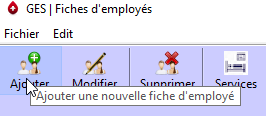 GES | Fiches d'employés
Fichier Edit
Ajouter Modifier Supprimer Services
Ajouter une nouvelle fiche d'employé